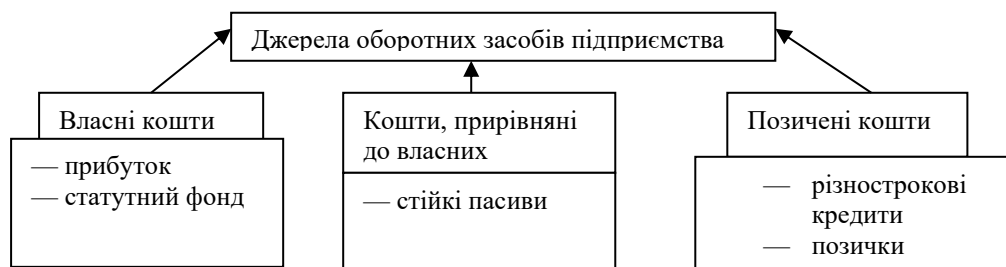 Джерела оборотних засобів підприємства
Власні кошти
— прибуток
— статутний фонд
Кошти, прирівняні
до власних
— стійкі пасиви
Позичені кошти
— різнострокові
кредити
— позички